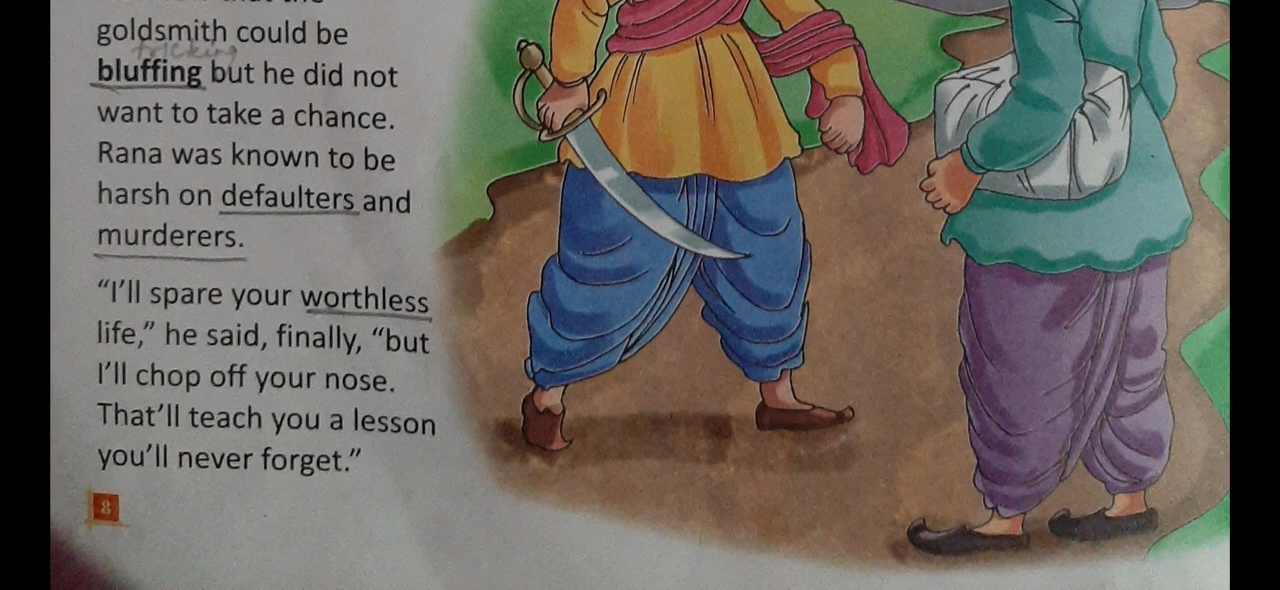 goldsmith could be
tricking
bluffing but he did not
want to take a chance.
Rana was known to be
harsh on defaulters and
murderers.
“I’ll spare your worthless
life,” he said, finally, “but
I’ll chop off your nose.
That’ll teach you a lesson
you’ll never forget.”
8